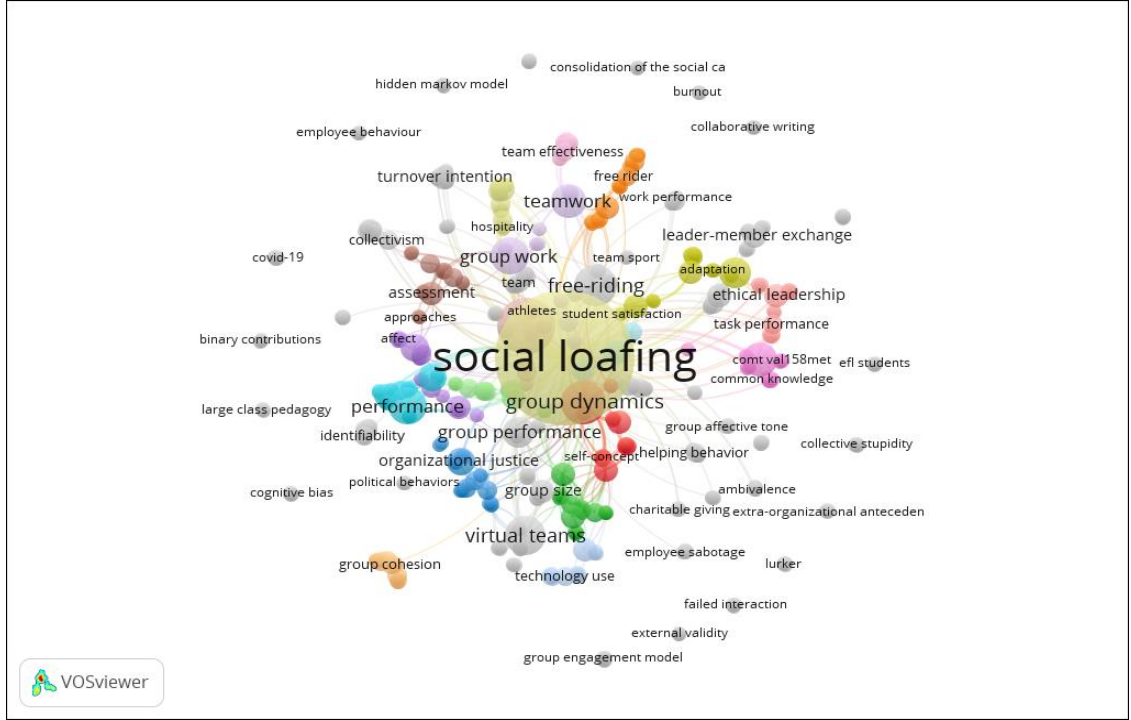 consolidation of the social ca
hidden markov model
burnout
employee behaviour
collaborative writing
team effectiveness
turnover intention
free rider
teamwork
work performance
hospitality
leader-member exchange
collectivism
covid-19
group work
team sport
adaptation
team
free-riding
assessment
ethical leadership
athletes
student satisfaction
approaches
task performance
binary contributions
affect
social loafing
comt val158met
efl students
common knowledge
large class pedagogy
performance
group dynamics
group affective tone
identifiability
group performance
collective stupidity
organizational justice
self-concept
helping behavior
political behaviors
cognitive bias
group size
ambivalence
charitable giving
extra-organizational anteceden
virtual teams
employee sabotage
group cohesion
lurker
technology use
failed interaction
external validity
group engagement model
VOSviewer